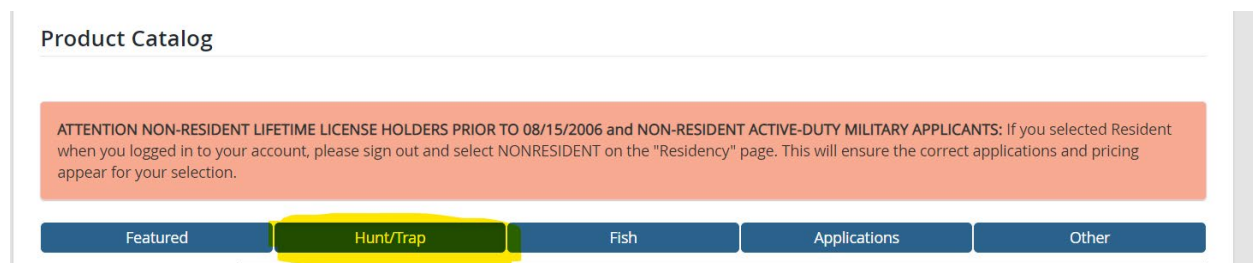 Product Catalog
ATTENTION NON-RESIDENT LIFETIME LICENSE HOLDERS PRIOR TO 08/15/2006 and NON-RESIDENT ACTIVE-DUTY MILITARY APPLICANTS: If you selected Resident
when you logged in to your account, please sign out and select NONRESIDENT on the "Residency" page. This will ensure the correct applications and pricing
appear for your selection.
Featured Hunt/Trap Fish Applications Other